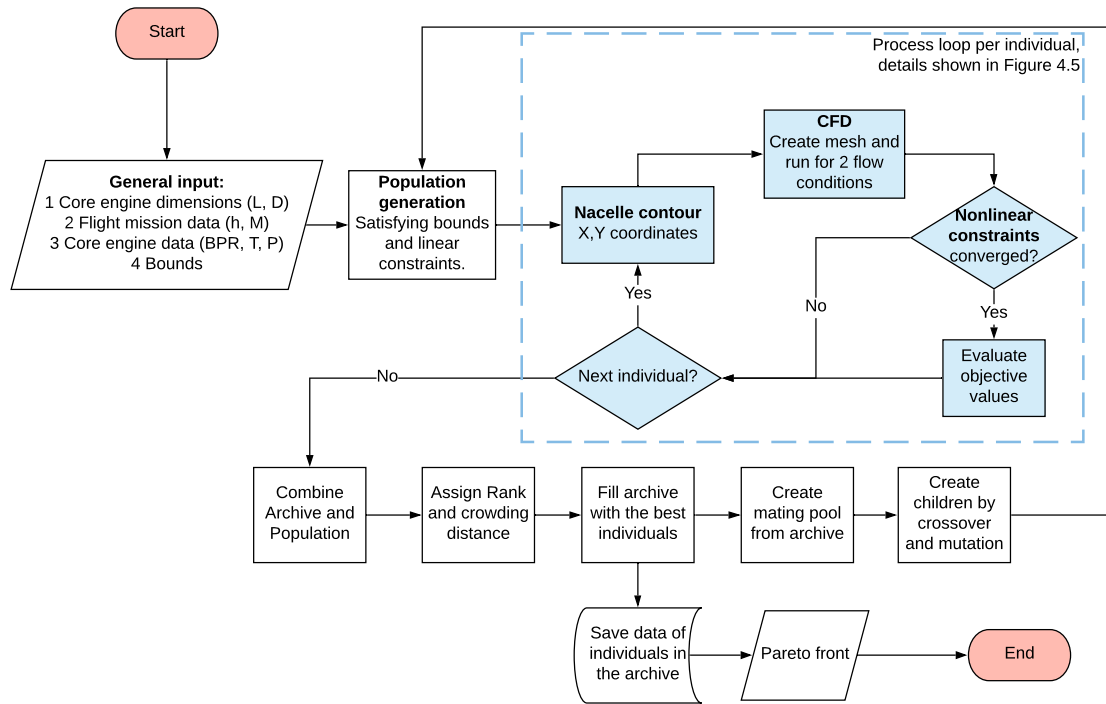 Start
Process loop per individual,
details shown in Figure 4.5
General input:
1 Core engine dimensions (L, D)
2 Flight mission data (h, M)
3 Core engine data (BPR, T, P)
4 Bounds
Population
generation
Satisfying bounds
and linear
constraints.
Nacelle contour
X,Y coordinates
CFD
Create mesh and
run for 2 flow
conditions
Nonlinear
constraints
converged?
Yes
No
Yes
Evaluate
objective
values
Next individual?
No
Combine
Archive and
Population
Assign Rank
and crowding
distance
Fill archive
with the best
individuals
Create
mating pool
from archive
Create
children by
crossover
and mutation
Save data of
individuals in
the archive
Pareto front
End